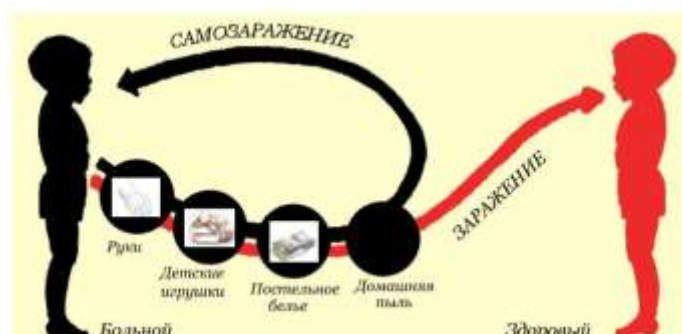 САМОЗАРАЖЕНИЕ
ЗАРАЖЕНИЕ
Руки
Детские
игрушки
Постельное
белье
Домашняя
пыль
Больной
Здоровый